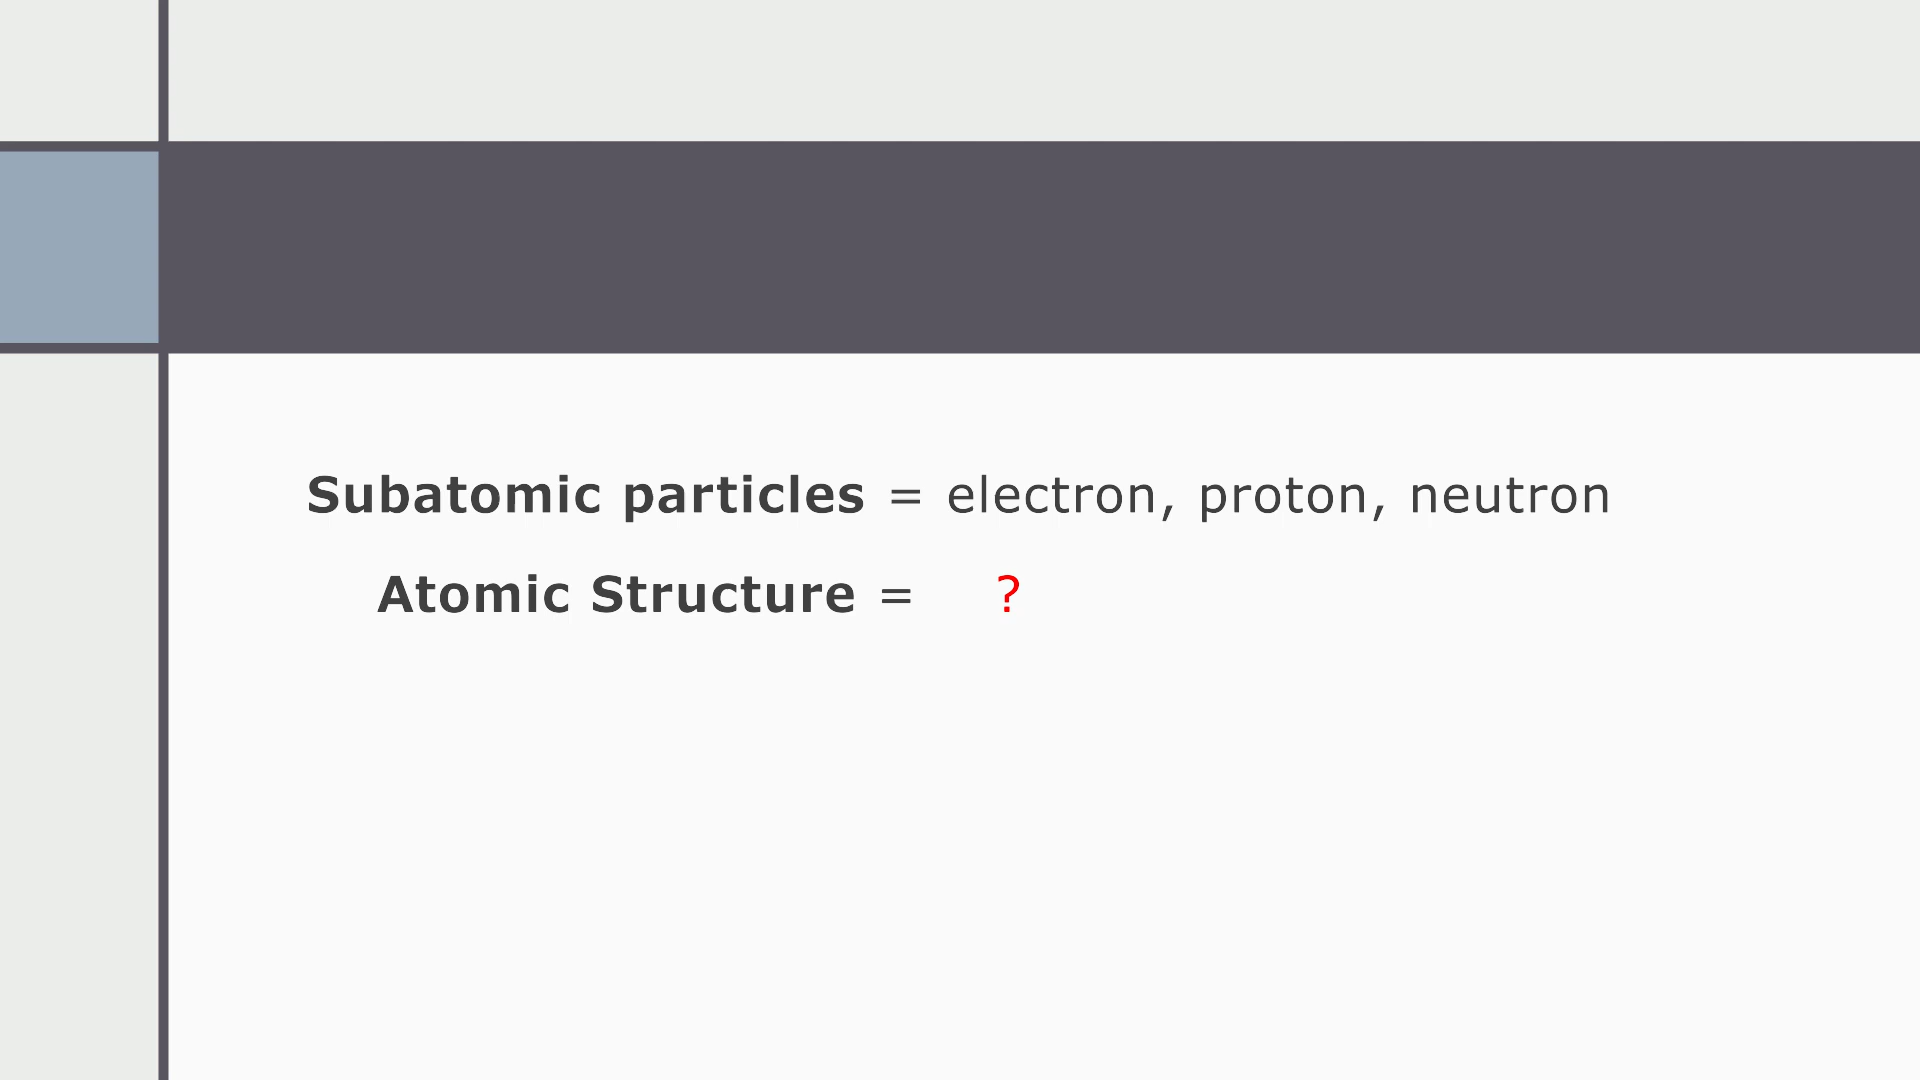 Subatomic particles = electron, proton, neutron
Atomic Structure = ?